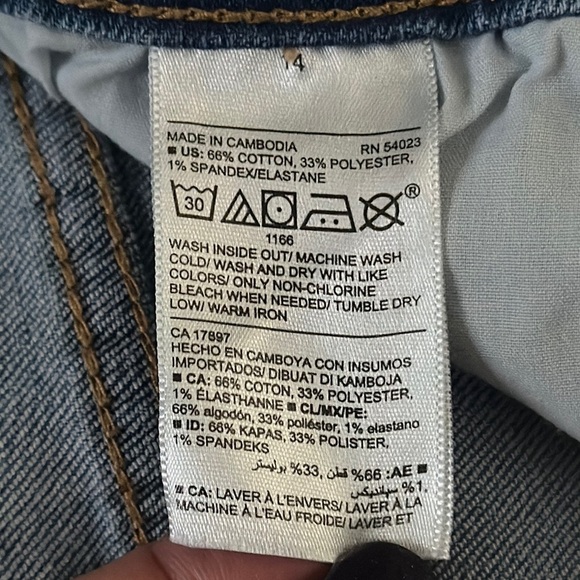 14
MADE IN CAMBODIA RN 54023
■ US: 66% COTTON, 33% POLYESTER,
1% SPANDEX/ELASTANE
30 ®
1166
WASH INSIDE OUT/ MACHINE WASH
COLD/ WASH AND DRY WITH LIKE
COLORS/ ONLY NON-CHLORINE
BLEACH WHEN NEEDED/ TUMBLE DRY
LOW/ WARM IRON
CA 17897
HECHO EN CAMBOYA CON INSUMOS
IMPORTADOS/ DIBUAT DI KAMBOJA
■ CA: 66% COTON, 33% POLYESTER,
1% ÉLASTHANNE ■ CL/MX/PE:
66% algodón, 33% poliéster, 1% elastano
■ ID: 66% KAPAS, 33% POLISTER,
1% SPANDEKS
■ AE: 66% قطن, 33% بوليستر
1% سپانديكس.
■ CA: LAVER À L'ENVERS/ LAVER À LA
MACHINE À L'EAU FROIDE/ LAVER ET